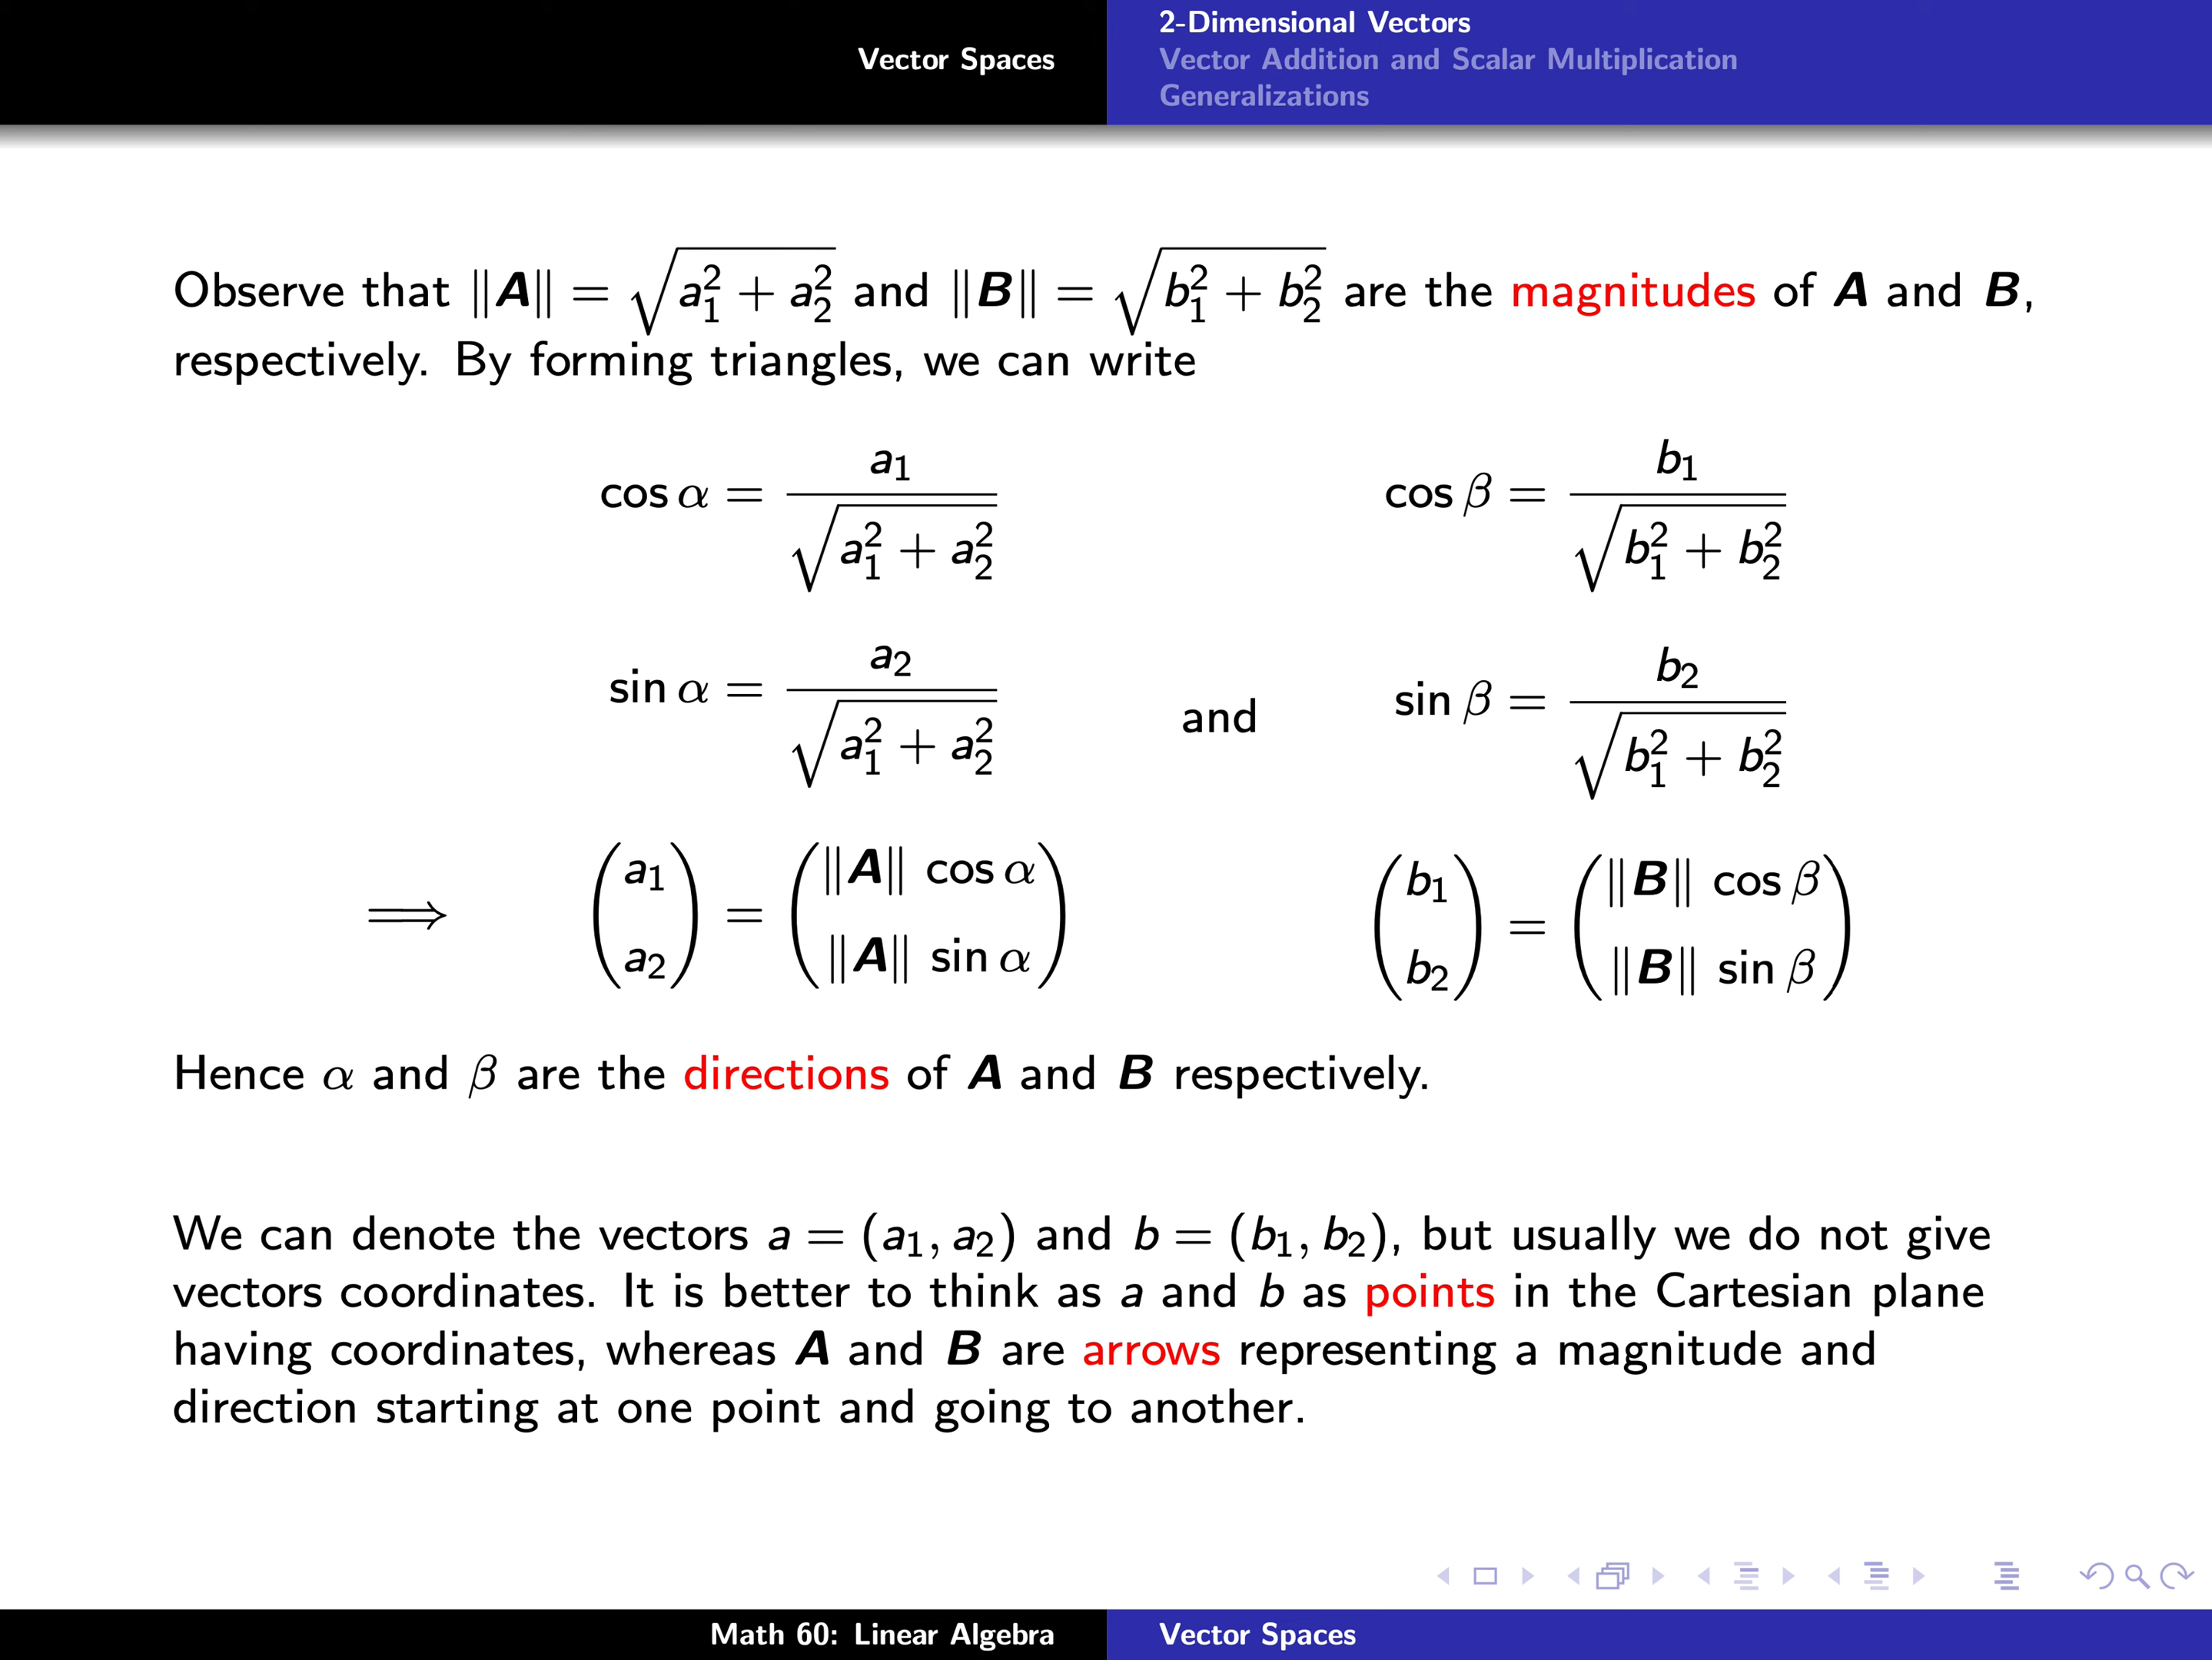 Vector Spaces
2-Dimensional Vectors
Vector Addition and Scalar Multiplication
Generalizations
Observe that ‖A‖ = √(a₁² + a₂²) and ‖B‖ = √(b₁² + b₂²) are the magnitudes of A and B,
respectively. By forming triangles, we can write
cos α = a₁ / √(a₁² + a₂²)    cos β = b₁ / √(b₁² + b₂²)
sin α = a₂ / √(a₁² + a₂²)    and    sin β = b₂ / √(b₁² + b₂²)
⟹ (a₁ a₂) = (‖A‖ cos α ‖A‖ sin α)    (b₁ b₂) = (‖B‖ cos β ‖B‖ sin β)
Hence α and β are the directions of A and B respectively.
We can denote the vectors a = (a₁, a₂) and b = (b₁, b₂), but usually we do not give
vectors coordinates. It is better to think as a and b as points in the Cartesian plane
having coordinates, whereas A and B are arrows representing a magnitude and
direction starting at one point and going to another.
Math 60: Linear Algebra
Vector Spaces